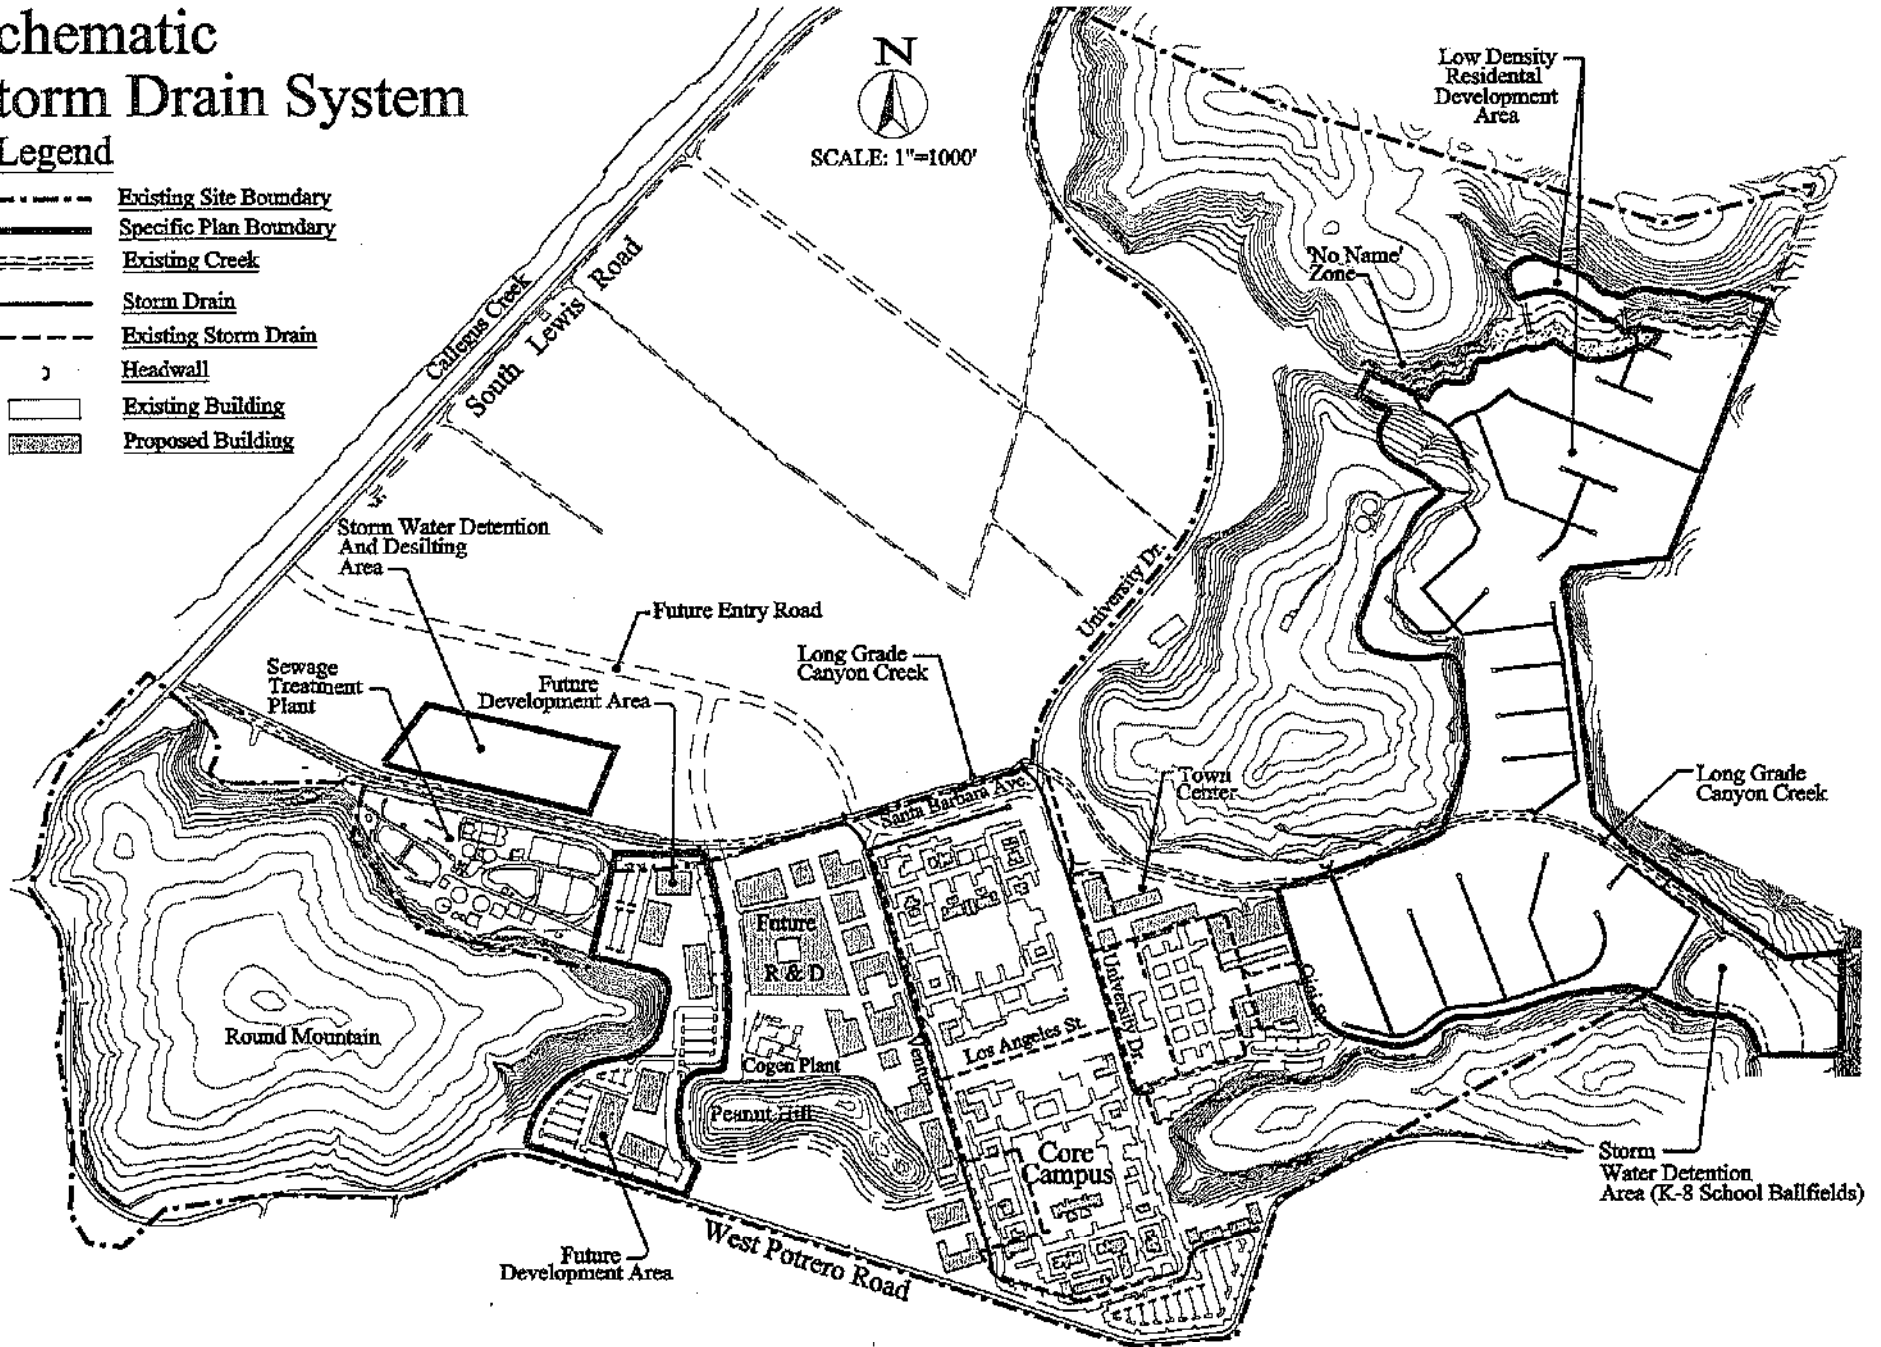 chematic
torm Drain System
Legend
Existing Site Boundary
Specific Plan Boundary
Existing Creek
Storm Drain
Existing Storm Drain
Headwall
Existing Building
Proposed Building
N
SCALE: 1"=1000'
Low Density
Residental
Development
Area
'No Name'
Zone
Callegus Creek
South Lewis Road
Storm Water Detention
And Desilting
Area
Future Entry Road
University Dr.
Sewage
Treatment
Plant
Future
Development Area
Long Grade
Canyon Creek
Santa Barbara Ave.
Town
Center
Long Grade
Canyon Creek
Future
R & D
University Dr.
Round Mountain
Los Angeles St.
Cogen Plant
Peanut Hill
Core
Campus
Storm
Water Detention
Area (K-8 School Ballfields)
West Potrero Road
Future
Development Area